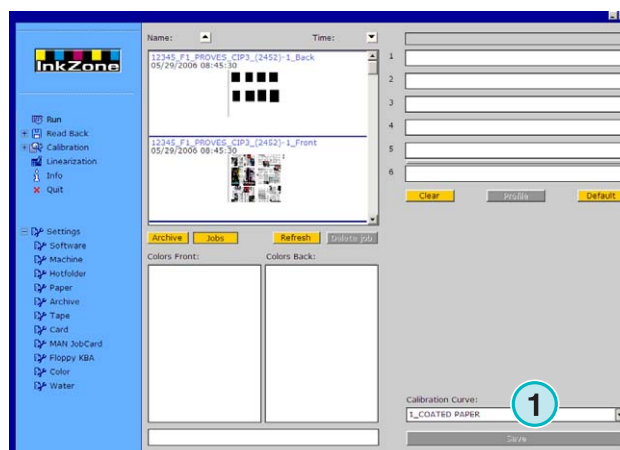 InkZone
Run
Read Back
Calibration
Linearization
Info
Quit
Settings
Software
Machine
Hotfolder
Paper
Archive
Tape
Card
MAN JobCard
Floppy KBA
Color
Water
Name: Time:
12345_F1_PROVES_CIP3_(2452)-1_Back
05/29/2006 08:45:30
12345_F1_PROVES_CIP3_(2452)-1_Front
05/29/2006 08:45:30
Archive Jobs Refresh Delete job
Colors Front: Colors Back:
1
2
3
4
5
6
Clear Profile Default
Calibration Curve:
1_COATED PAPER
1
Save